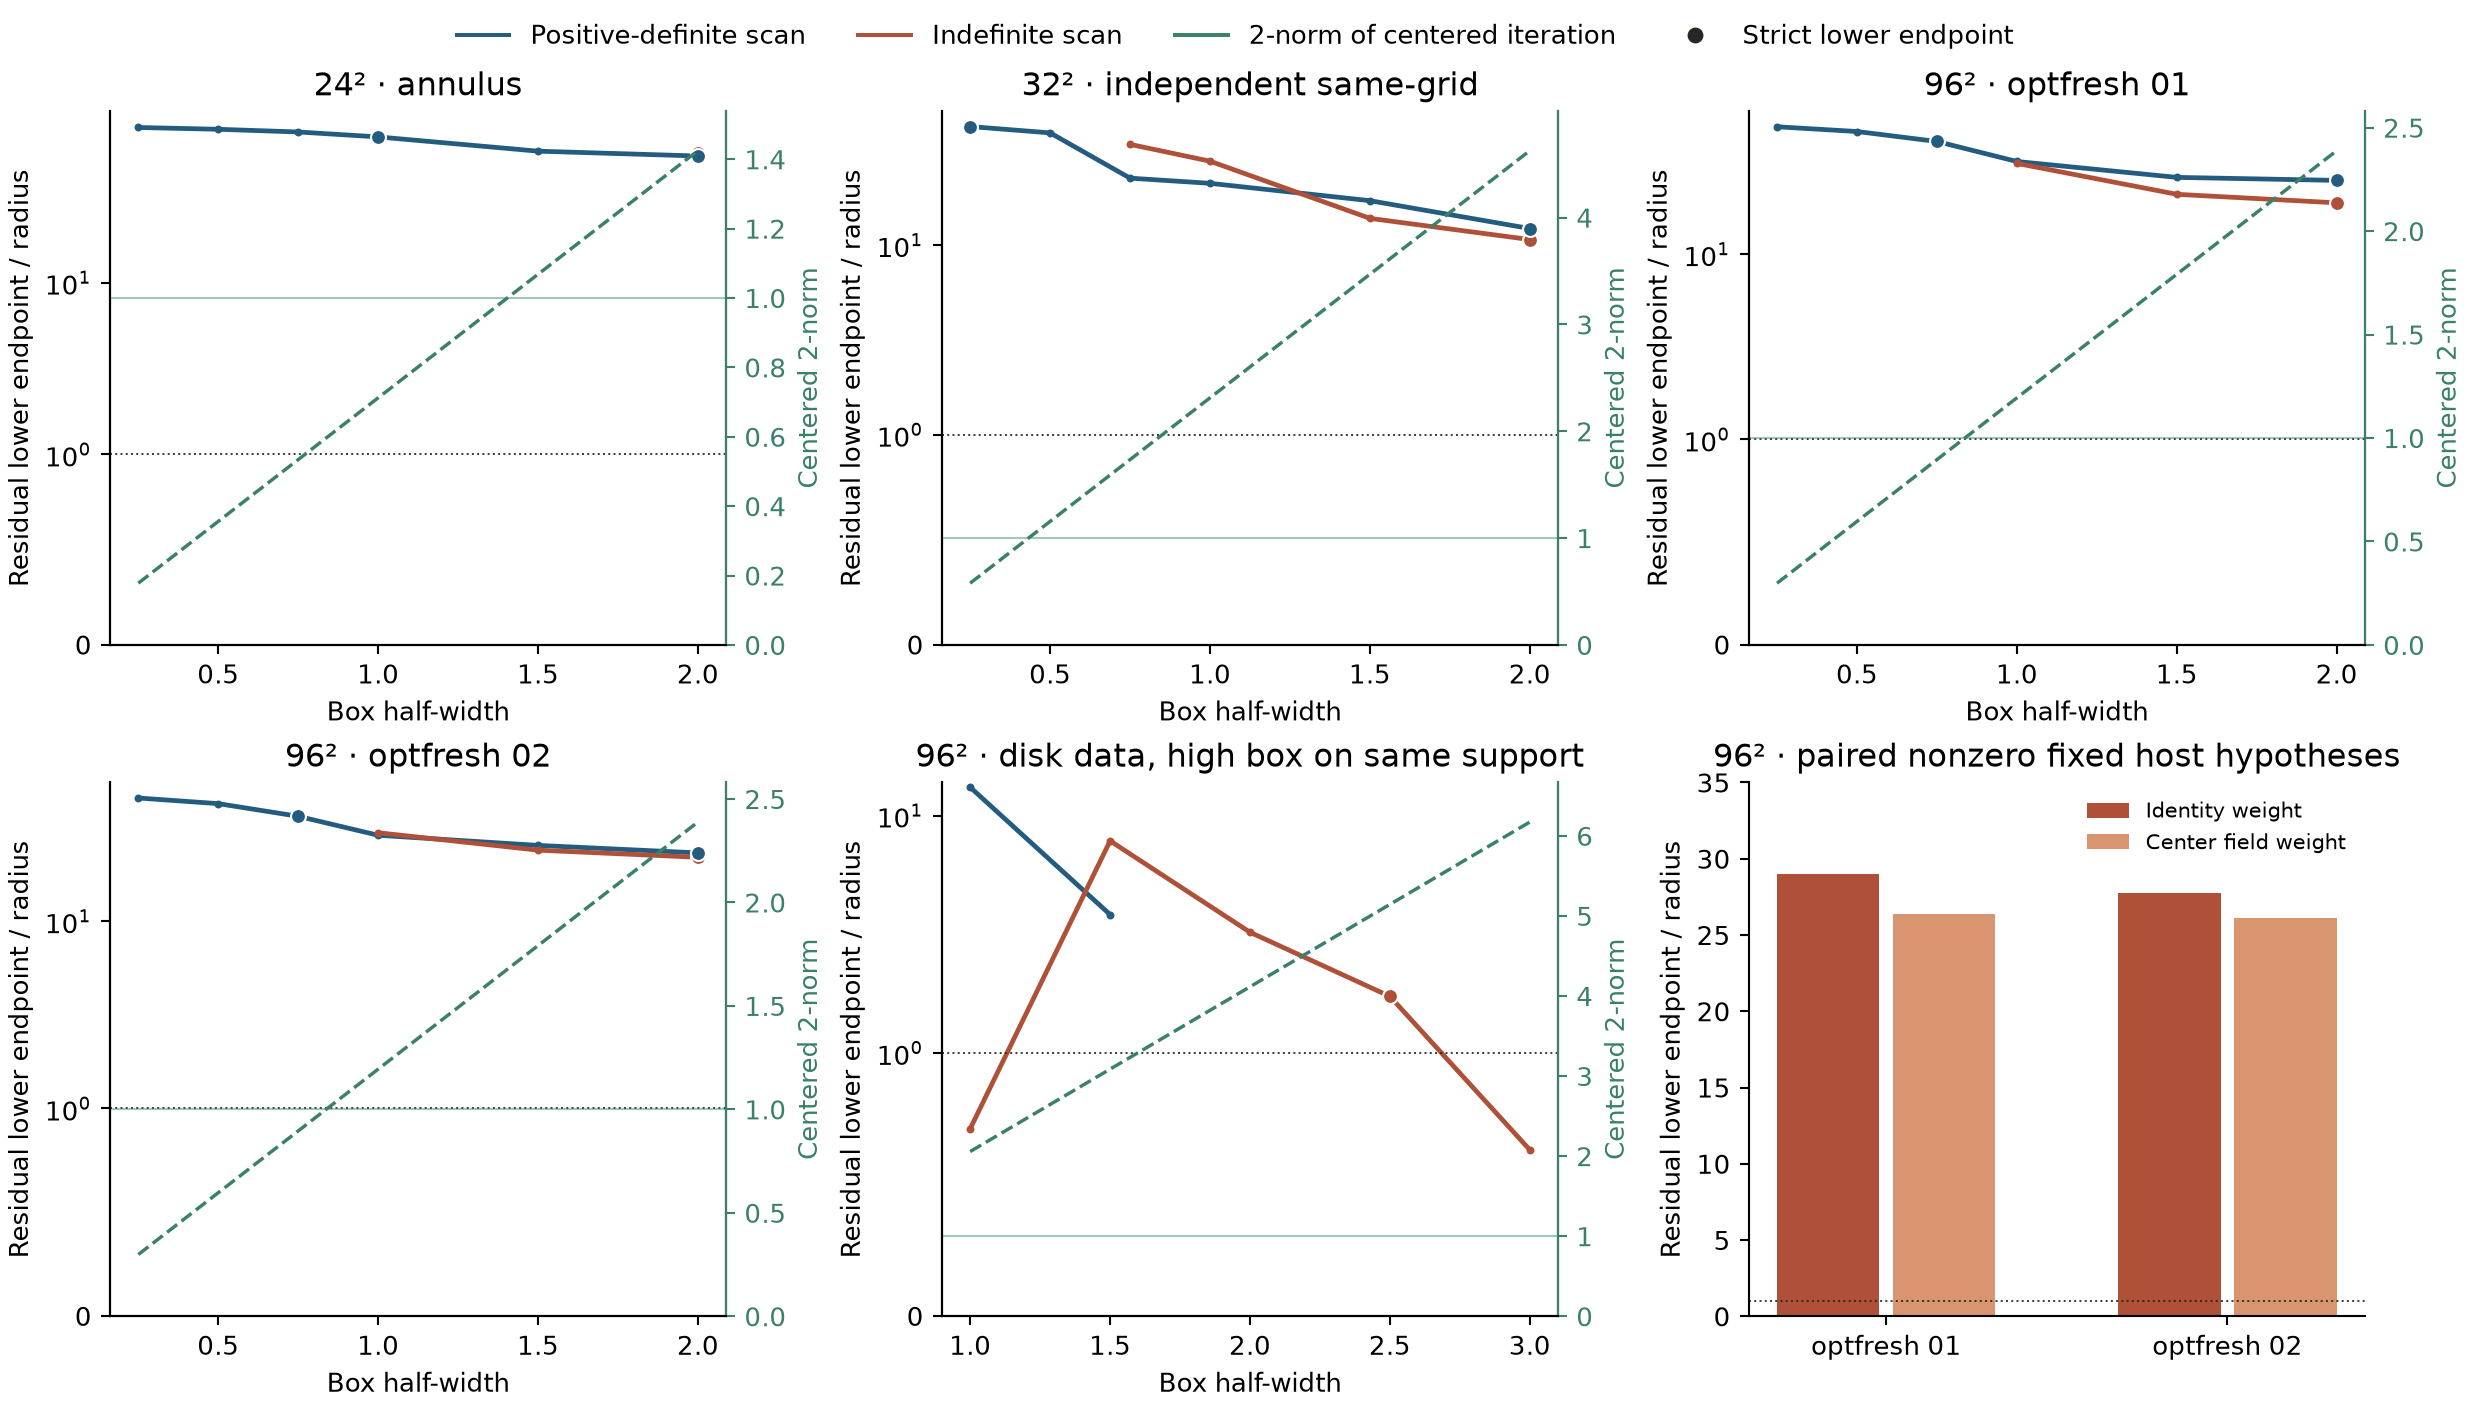 Positive-definite scan
Indefinite scan
2-norm of centered iteration
Strict lower endpoint
24² · annulus
Residual lower endpoint / radius
10¹
10⁰
0
1.4
1.2
1.0
0.8
0.6
0.4
0.2
0.0
Centered 2-norm
0.5 1.0 1.5 2.0
Box half-width
32² · independent same-grid
Residual lower endpoint / radius
10¹
10⁰
0
4
3
2
1
0
Centered 2-norm
0.5 1.0 1.5 2.0
Box half-width
96² · optfresh 01
Residual lower endpoint / radius
10¹
10⁰
0
2.5
2.0
1.5
1.0
0.5
0.0
Centered 2-norm
0.5 1.0 1.5 2.0
Box half-width
96² · optfresh 02
Residual lower endpoint / radius
10¹
10⁰
0
2.5
2.0
1.5
1.0
0.5
0.0
Centered 2-norm
0.5 1.0 1.5 2.0
Box half-width
96² · disk data, high box on same support
Residual lower endpoint / radius
10¹
10⁰
0
6
5
4
3
2
1
0
Centered 2-norm
1.0 1.5 2.0 2.5 3.0
Box half-width
96² · paired nonzero fixed host hypotheses
Residual lower endpoint / radius
35
30
25
20
15
10
5
0
Identity weight
Center field weight
optfresh 01 optfresh 02